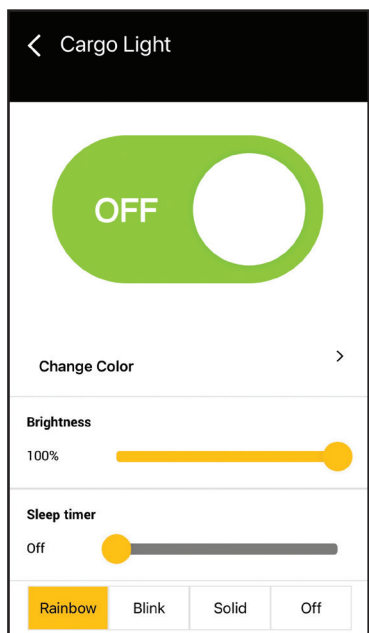 Cargo Light
OFF
Change Color
Brightness
100%
Sleep timer
Off
Rainbow Blink Solid Off